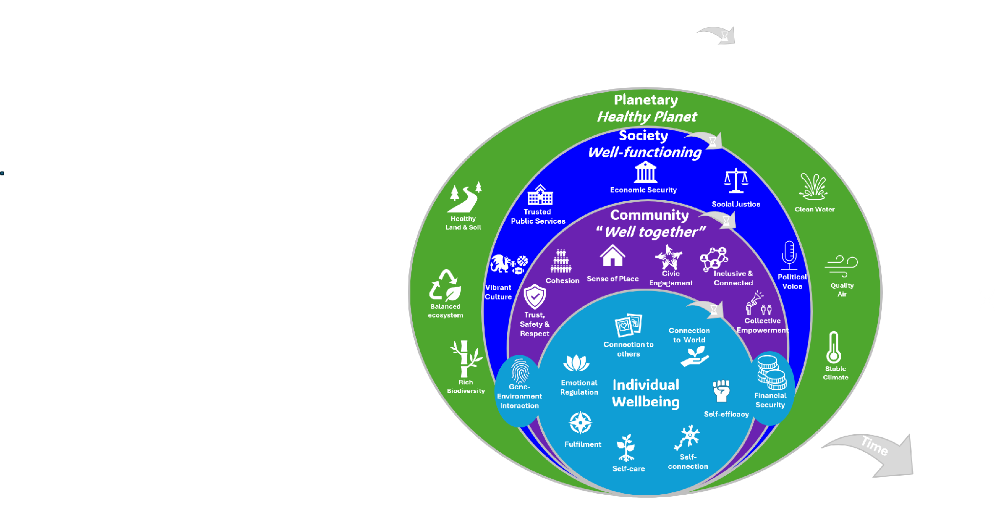 Planetary
Healthy Planet
Society
Well-functioning
Economic Security
Social Justice
Trusted
Public Services
Clean Water
Healthy
Land & Soil
Community
“Well together”
Vibrant
Culture
Cohesion
Sense of Place
Civic
Engagement
Inclusive &
Connected
Political
Voice
Quality
Air
Balanced
ecosystem
Trust,
Safety &
Respect
Collective
Empowerment
Connection to
others
Connection
to World
Rich
Biodiversity
Gene-
Environment
Interaction
Emotional
Regulation
Individual
Wellbeing
Self-efficacy
Financial
Security
Stable
Climate
Fulfilment
Self-care
Self-
connection
Time